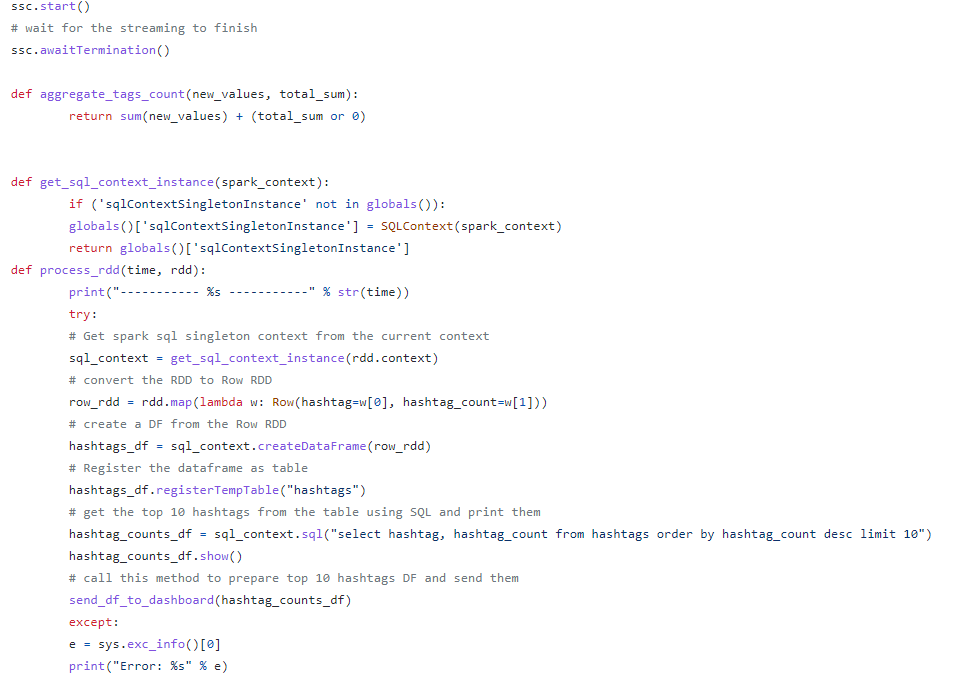 ssc.start()
# wait for the streaming to finish
ssc.awaitTermination()

def aggregate_tags_count(new_values, total_sum):
        return sum(new_values) + (total_sum or 0)


def get_sql_context_instance(spark_context):
        if ('sqlContextSingletonInstance' not in globals()):
        globals()['sqlContextSingletonInstance'] = SQLContext(spark_context)
        return globals()['sqlContextSingletonInstance']
def process_rdd(time, rdd):
        print("----------- %s -----------" % str(time))
        try:
        # Get spark sql singleton context from the current context
        sql_context = get_sql_context_instance(rdd.context)
        # convert the RDD to Row RDD
        row_rdd = rdd.map(lambda w: Row(hashtag=w[0], hashtag_count=w[1]))
        # create a DF from the Row RDD
        hashtags_df = sql_context.createDataFrame(row_rdd)
        # Register the dataframe as table
        hashtags_df.registerTempTable("hashtags")
        # get the top 10 hashtags from the table using SQL and print them
        hashtag_counts_df = sql_context.sql("select hashtag, hashtag_count from hashtags order by hashtag_count desc limit 10")
        hashtag_counts_df.show()
        # call this method to prepare top 10 hashtags DF and send them
        send_df_to_dashboard(hashtag_counts_df)
        except:
        e = sys.exc_info()[0]
        print("Error: %s" % e)